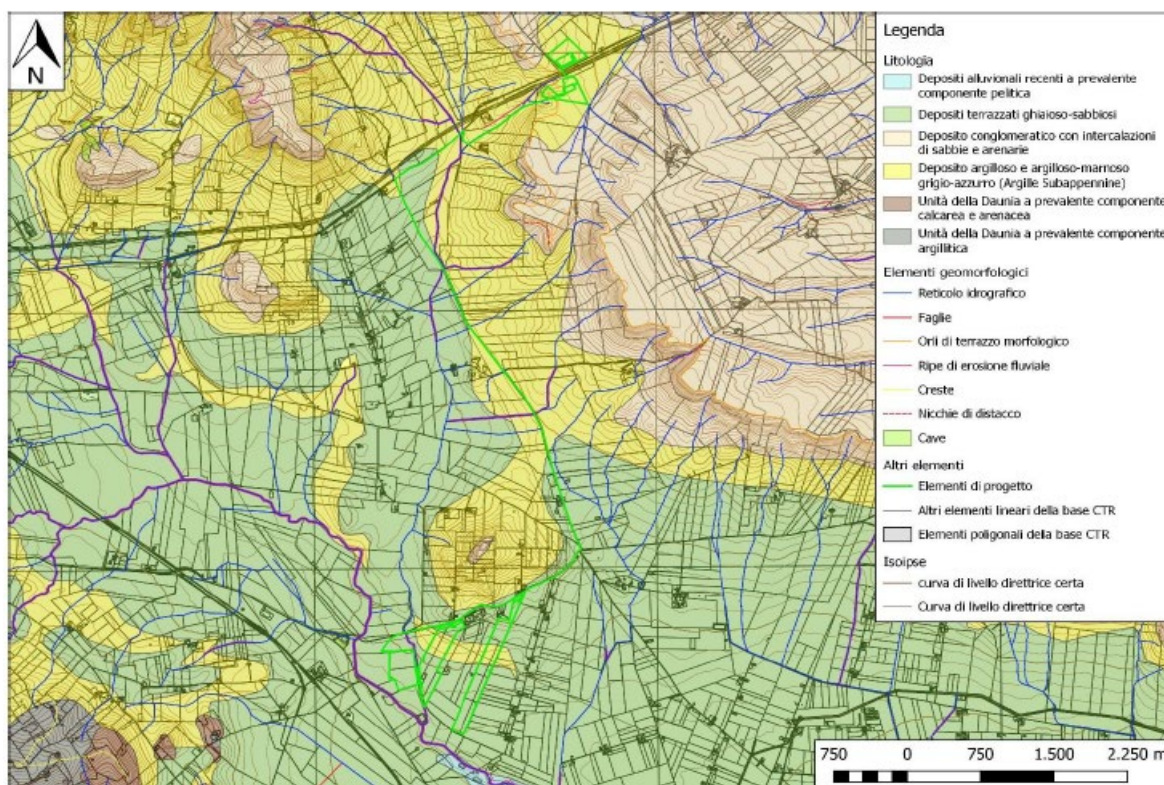 N
Legenda
Litologia
Depositi alluvionali recenti a prevalente
componente pelitica
Depositi terrazzati ghiaioso-sabbiosi
Deposito conglomeratico con intercalazioni
di sabbie e arenarie
Deposito argilloso e argilloso-marnoso
grigio-azzurro (Argille Subappennine)
Unità della Daunia a prevalente componente
calcarea e arenacea
Unità della Daunia a prevalente componente
argillitica
Elementi geomorfologici
Reticolo idrografico
Faglie
Orli di terrazzo morfologico
Ripe di erosione fluviale
Creste
Nicchie di distacco
Cave
Altri elementi
Elementi di progetto
Altri elementi lineari della base CTR
Elementi poligonali della base CTR
Isoipse
curva di livello direttrice certa
Curva di livello direttrice certa
750 0 750 1.500 2.250 m